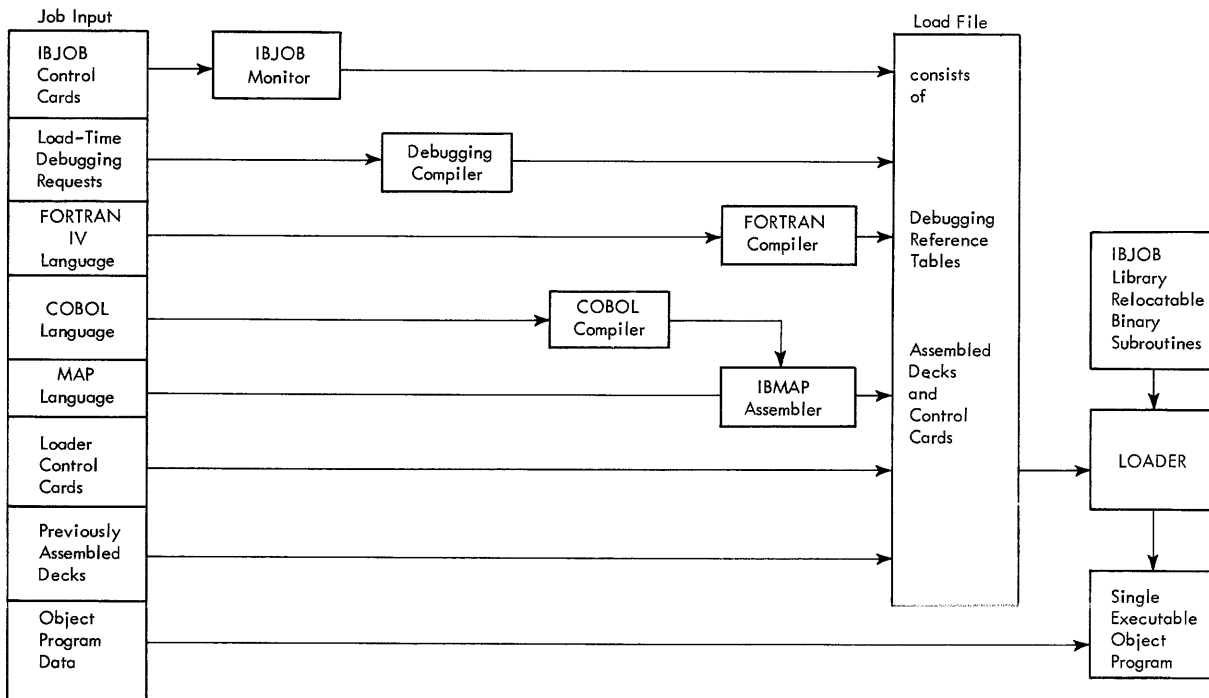 Job Input
IBJOB
Control
Cards
IBJOB
Monitor
Load-Time
Debugging
Requests
Debugging
Compiler
FORTRAN
IV
Language
FORTRAN
Compiler
COBOL
Language
COBOL
Compiler
MAP
Language
IBMAP
Assembler
Loader
Control
Cards
Previously
Assembled
Decks
Object
Program
Data
Load File
consists
of
Debugging
Reference
Tables
Assembled
Decks
and
Control
Cards
IBJOB
Library
Relocatable
Binary
Subroutines
LOADER
Single
Executable
Object
Program